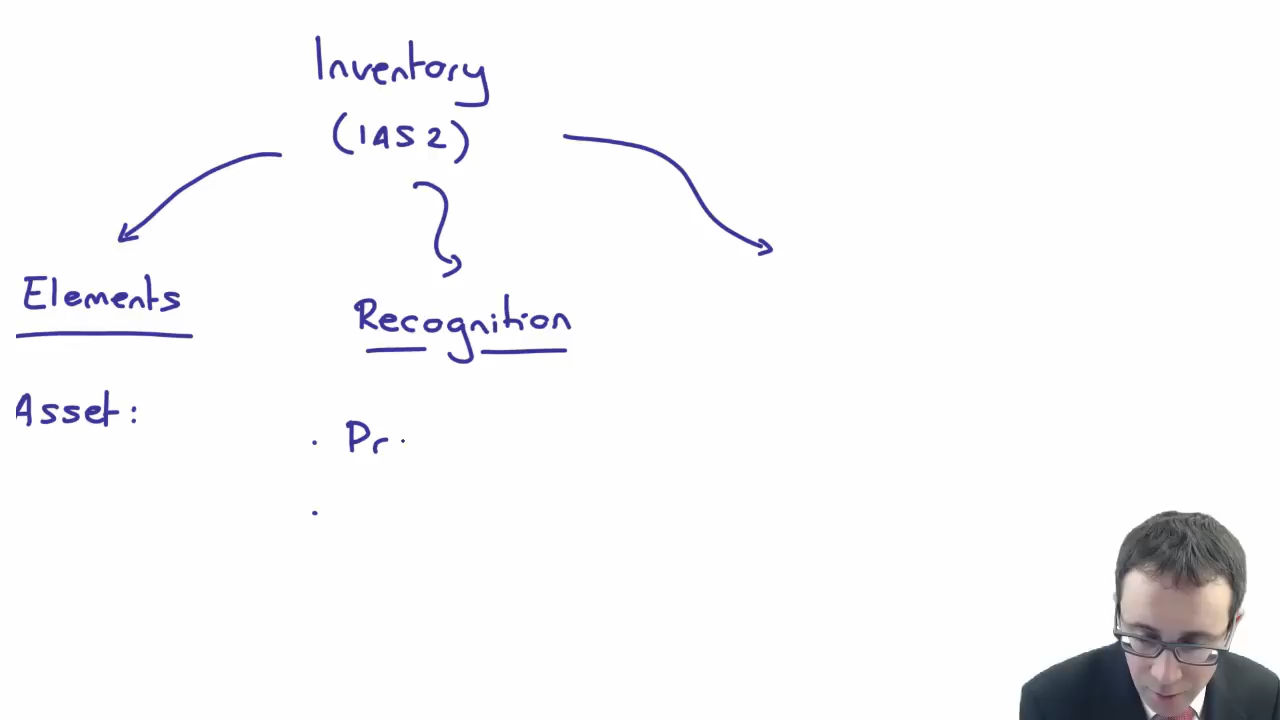 Inventory
(IAS 2)
Elements
Recognition
Asset:
. Pr
.